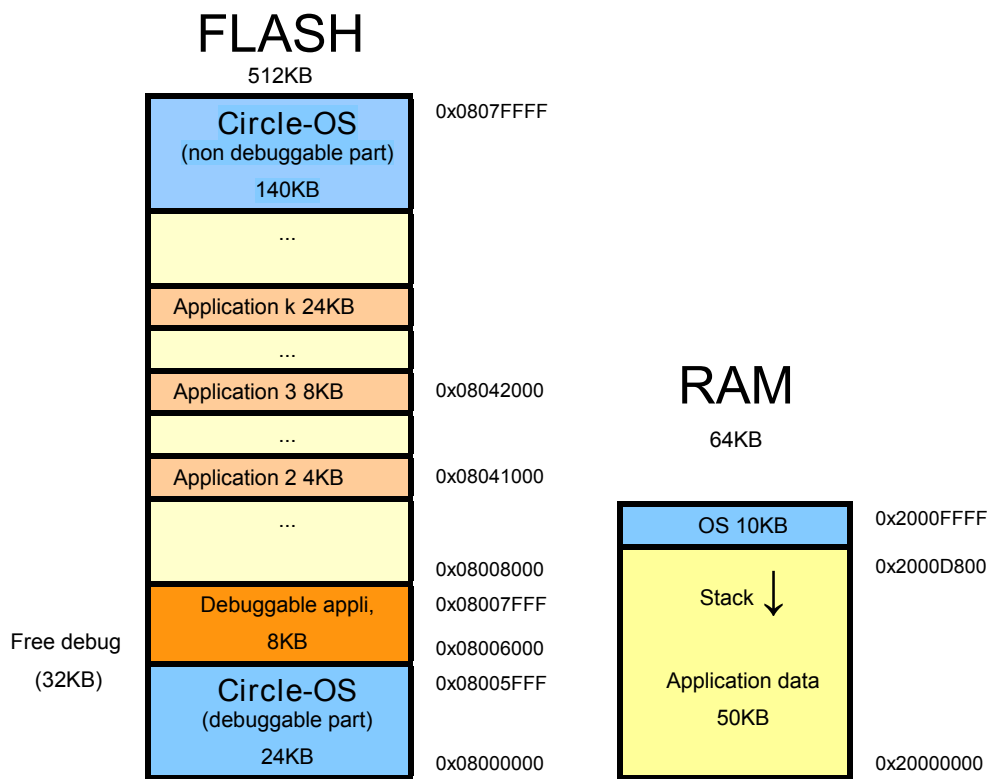 FLASH
512KB
0x0807FFFF
Circle-OS
(non debuggable part)
140KB
...
Application k 24KB
...
Application 3 8KB
0x08042000
...
Application 2 4KB
0x08041000
...
0x08008000
Debuggable appli,
8KB
0x08007FFF
0x08006000
Free debug
(32KB)
Circle-OS
(debuggable part)
24KB
0x08005FFF
0x08000000
RAM
64KB
OS 10KB
0x2000FFFF
0x2000D800
Stack ↓
Application data
50KB
0x20000000